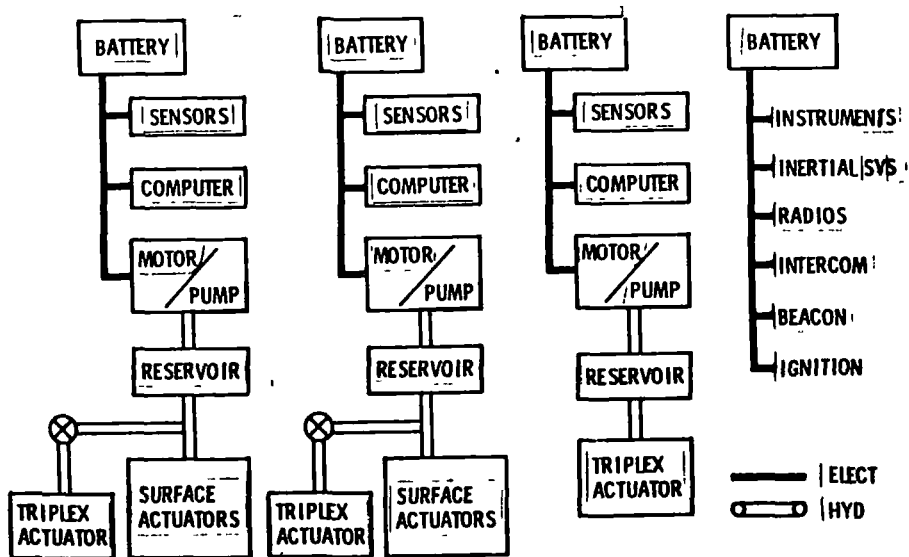 BATTERY
SENSORS
COMPUTER
MOTOR
PUMP
RESERVOIR
TRIPLEX
ACTUATOR
SURFACE
ACTUATORS
BATTERY
SENSORS
COMPUTER
MOTOR
PUMP
RESERVOIR
TRIPLEX
ACTUATOR
SURFACE
ACTUATORS
BATTERY
SENSORS
COMPUTER
MOTOR
PUMP
RESERVOIR
TRIPLEX
ACTUATOR
BATTERY
INSTRUMENTS
INERTIAL SYS
RADIOS
INTERCOM
BEACON
IGNITION
ELECT
HYD